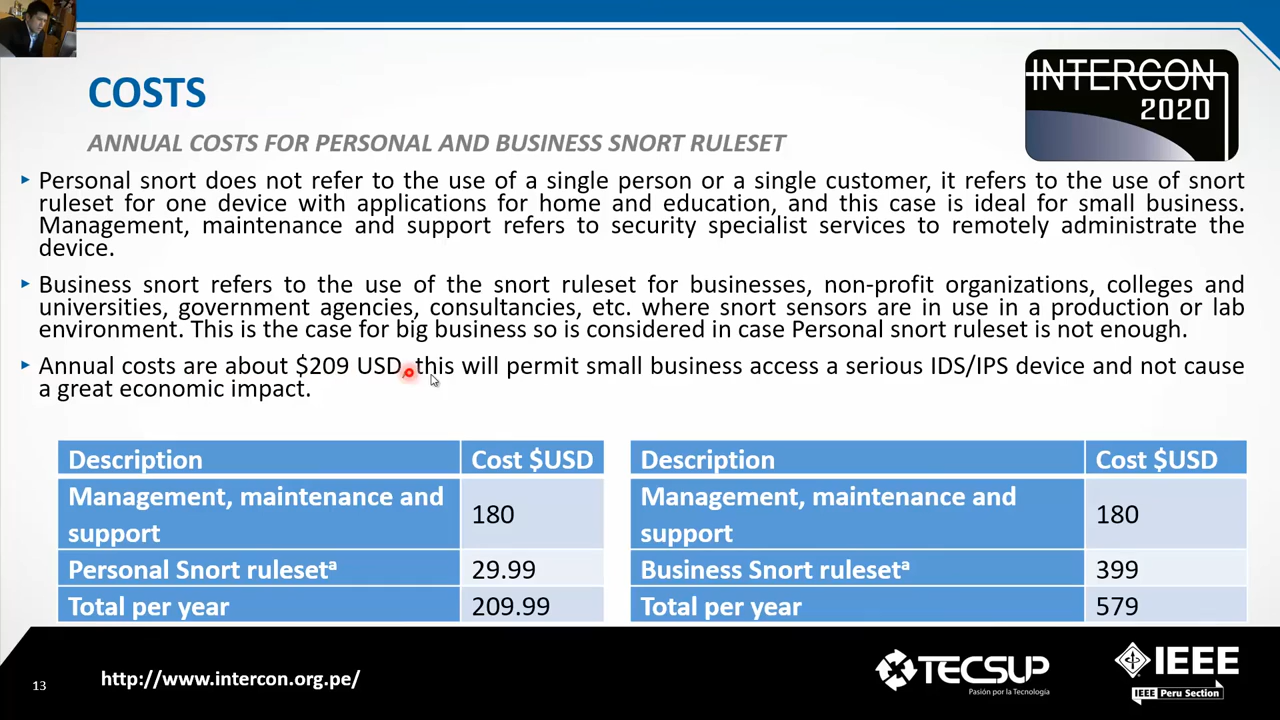 COSTS
INTERCON
2020
ANNUAL COSTS FOR PERSONAL AND BUSINESS SNORT RULESET
Personal snort does not refer to the use of a single person or a single customer, it refers to the use of snort
ruleset for one device with applications for home and education, and this case is ideal for small business.
Management, maintenance and support refers to security specialist services to remotely administrate the
device.
Business snort refers to the use of the snort ruleset for businesses, non-profit organizations, colleges and
universities, government agencies, consultancies, etc. where snort sensors are in use in a production or lab
environment. This is the case for big business so is considered in case Personal snort ruleset is not enough.
Annual costs are about $209 USD, this will permit small business access a serious IDS/IPS device and not cause
a great economic impact.
Description Cost $USD
Management, maintenance and
support 180
Personal Snort rulesetª 29.99
Total per year 209.99
Description Cost $USD
Management, maintenance and
support 180
Business Snort rulesetª 399
Total per year 579
13
http://www.intercon.org.pe/
TECSUP
Pasión por la Tecnología
IEEE
IEEE Peru Section